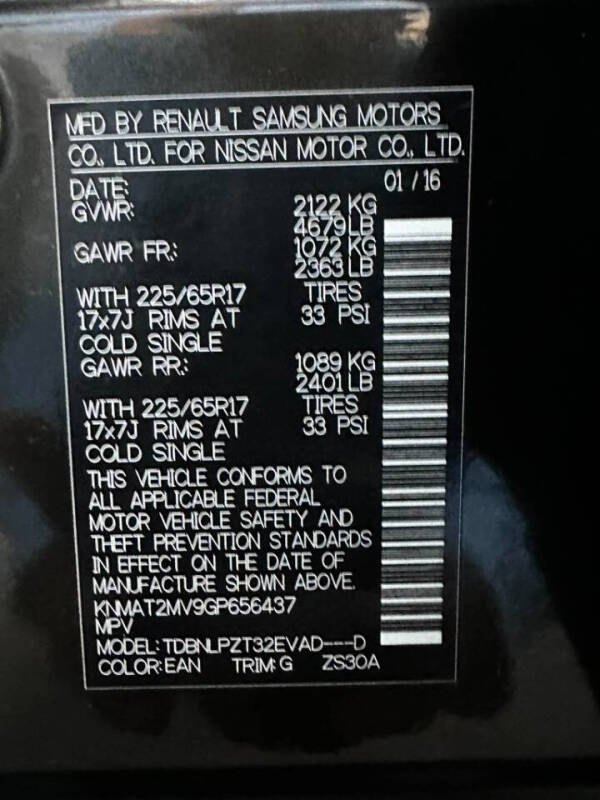 MFD BY RENAULT SAMSUNG MOTORS
CO., LTD. FOR NISSAN MOTOR CO., LTD.
DATE: 01 / 16
GVWR: 2122 KG
4679 LB
GAWR FR.: 1072 KG
2363 LB
WITH 225/65R17 TIRES
17x7J RIMS AT 33 PSI
COLD SINGLE
GAWR RR.: 1089 KG
2401 LB
WITH 225/65R17 TIRES
17x7J RIMS AT 33 PSI
COLD SINGLE
THIS VEHICLE CONFORMS TO
ALL APPLICABLE FEDERAL
MOTOR VEHICLE SAFETY AND
THEFT PREVENTION STANDARDS
IN EFFECT ON THE DATE OF
MANUFACTURE SHOWN ABOVE.
KNMAT2MV9GP656437
MPV
MODEL: TDBNLPZT32EVAD---D
COLOR: EAN TRIM: G ZS30A